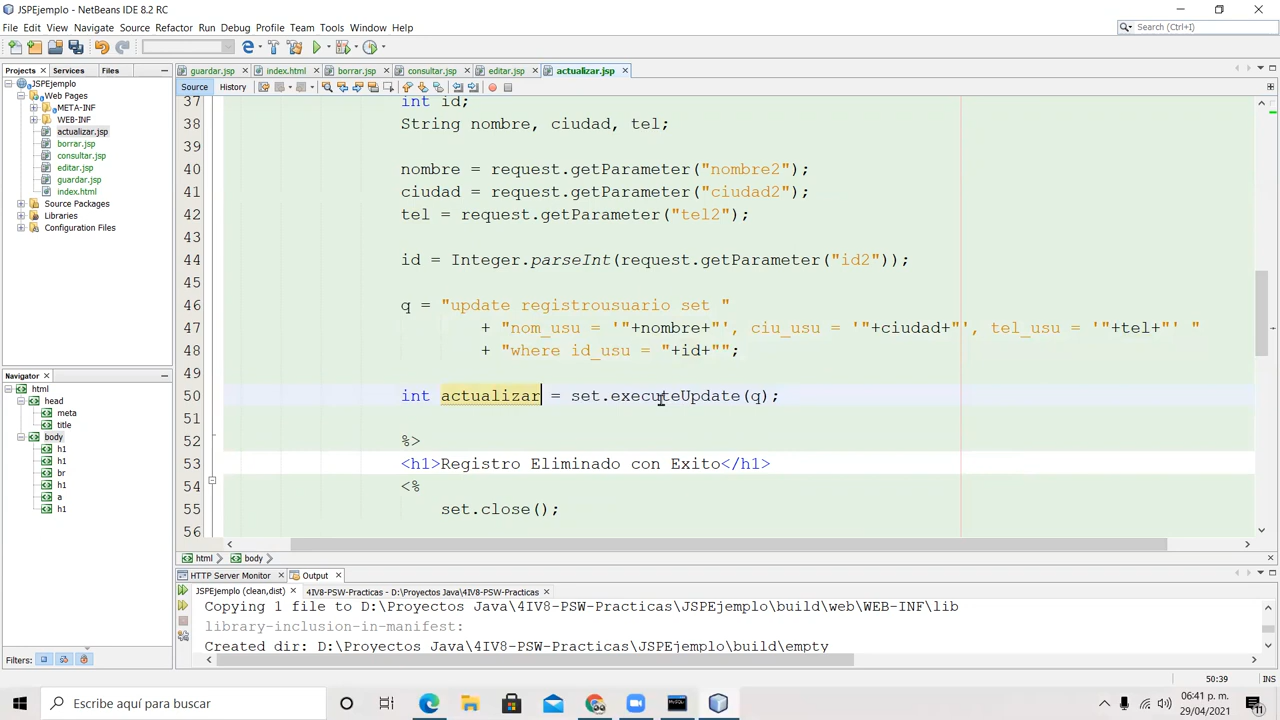 JSPEjemplo - NetBeans IDE 8.2 RC
File Edit View Navigate Source Refactor Run Debug Profile Team Tools Window Help
Search (Ctrl+I)
Projects Services Files
guardar.jsp index.html borrar.jsp consultar.jsp editar.jsp actualizar.jsp
JSPEjemplo
Web Pages
META-INF
WEB-INF
actualizar.jsp
borrar.jsp
consultar.jsp
editar.jsp
guardar.jsp
index.html
Source Packages
Libraries
Configuration Files
Source History
37 int id;
38 String nombre, ciudad, tel;
39
40 nombre = request.getParameter("nombre2");
41 ciudad = request.getParameter("ciudad2");
42 tel = request.getParameter("tel2");
43
44 id = Integer.parseInt(request.getParameter("id2"));
45
46 q = "update registrousuario set "
47 + "nom_usu = '"+nombre+"', ciu_usu = '"+ciudad+"', tel_usu = '"+tel+"' "
48 + "where id_usu = "+id+"";
49
50 int actualizar = set.executeUpdate(q);
51
52 %>
53 <h1>Registro Eliminado con Exito</h1>
54 <%
55 set.close();
56
Navigator
html
head
meta
title
body
h1
h1
br
h1
a
h1
Filters:
html body
HTTP Server Monitor Output
JSPEjemplo (clean,dist) 4IV8-PSW-Practicas - D:\Proyectos Java\4IV8-PSW-Practicas
Copying 1 file to D:\Proyectos Java\4IV8-PSW-Practicas\JSPEjemplo\build\web\WEB-INF\lib
library-inclusion-in-manifest:
Created dir: D:\Proyectos Java\4IV8-PSW-Practicas\JSPEjemplo\build\empty
50:39 INS
Escribe aquí para buscar
06:41 p. m.
29/04/2021
11